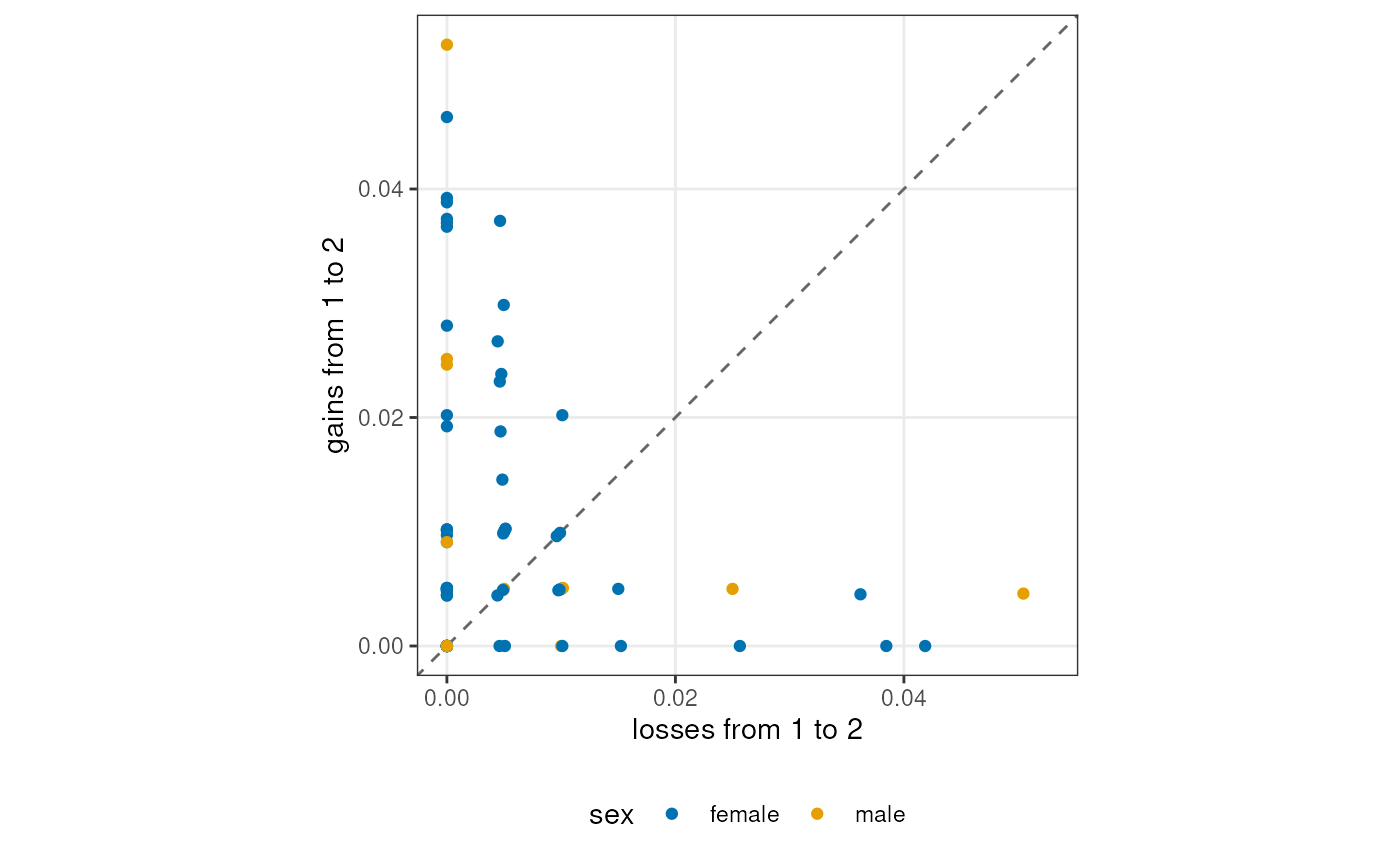 gains from 1 to 2
0.04
0.02
0.00
0.00 0.02 0.04
losses from 1 to 2
sex female male